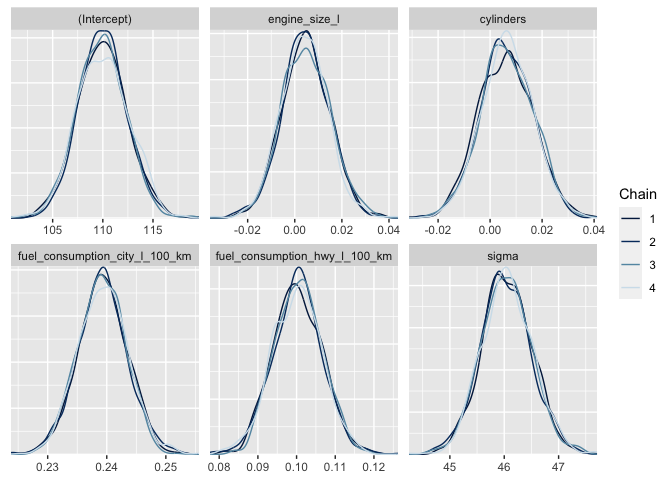 (Intercept) engine_size_l cylinders
105 110 115 -0.02 0.00 0.02 0.04 -0.02 0.00 0.02 0.04
fuel_consumption_city_l_100_km fuel_consumption_hwy_l_100_km sigma
0.23 0.24 0.25 0.08 0.09 0.10 0.11 0.12 45 46 47
Chain
1
2
3
4